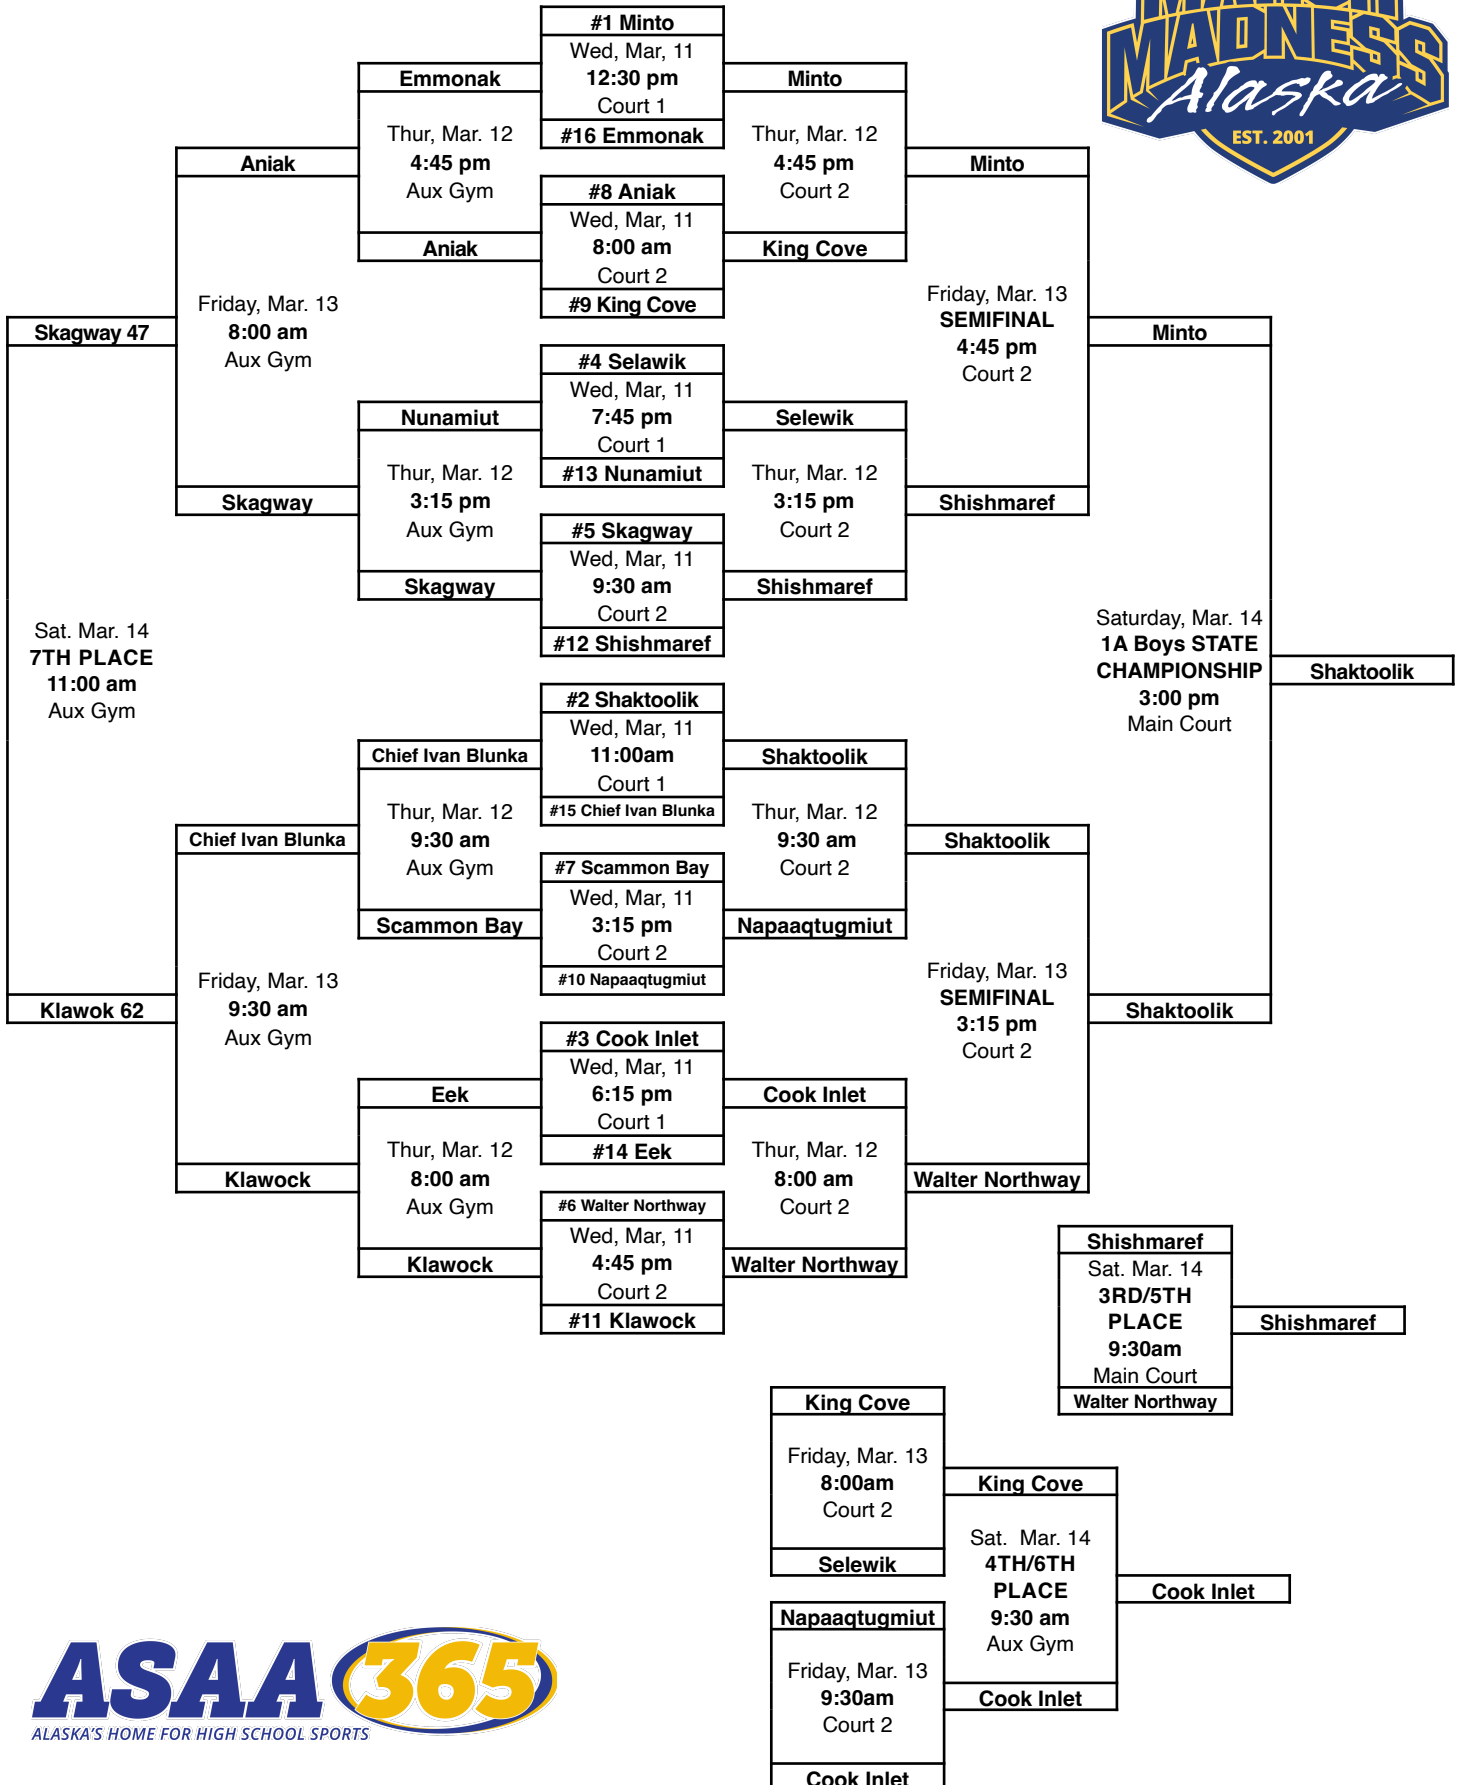 #1 Minto
Wed, Mar, 11
12:30 pm
Court 1
#16 Emmonak
MADNESS
Alaska
EST. 2001
Emmonak
Thur, Mar. 12
4:45 pm
Aux Gym
Aniak
Minto
Thur, Mar. 12
4:45 pm
Court 2
King Cove
Aniak
Friday, Mar. 13
8:00 am
Aux Gym
Skagway
#8 Aniak
Wed, Mar, 11
8:00 am
Court 2
#9 King Cove
Minto
Friday, Mar. 13
SEMIFINAL
4:45 pm
Court 2
Shishmaref
Skagway 47
Sat. Mar. 14
7TH PLACE
11:00 am
Aux Gym
Klawok 62
#4 Selawik
Wed, Mar, 11
7:45 pm
Court 1
#13 Nunamiut
Minto
Saturday, Mar. 14
1A Boys STATE
CHAMPIONSHIP
3:00 pm
Main Court
Shaktoolik
Shaktoolik
Nunamiut
Thur, Mar. 12
3:15 pm
Aux Gym
Skagway
Selewik
Thur, Mar. 12
3:15 pm
Court 2
Shishmaref
#5 Skagway
Wed, Mar, 11
9:30 am
Court 2
#12 Shishmaref
#2 Shaktoolik
Wed, Mar, 11
11:00am
Court 1
#15 Chief Ivan Blunka
Chief Ivan Blunka
Thur, Mar. 12
9:30 am
Aux Gym
Scammon Bay
Shaktoolik
Thur, Mar. 12
9:30 am
Court 2
Napaaqtugmiut
Chief Ivan Blunka
Friday, Mar. 13
9:30 am
Aux Gym
Klawock
#7 Scammon Bay
Wed, Mar, 11
3:15 pm
Court 2
#10 Napaaqtugmiut
Shaktoolik
Friday, Mar. 13
SEMIFINAL
3:15 pm
Court 2
Walter Northway
#3 Cook Inlet
Wed, Mar, 11
6:15 pm
Court 1
#14 Eek
Eek
Thur, Mar. 12
8:00 am
Aux Gym
Klawock
Cook Inlet
Thur, Mar. 12
8:00 am
Court 2
Walter Northway
#6 Walter Northway
Wed, Mar, 11
4:45 pm
Court 2
#11 Klawock
Shishmaref
Sat. Mar. 14
3RD/5TH
PLACE
9:30am
Main Court
Walter Northway
Shishmaref
King Cove
Friday, Mar. 13
8:00am
Court 2
Selewik
King Cove
Sat. Mar. 14
4TH/6TH
PLACE
9:30 am
Aux Gym
Cook Inlet
Cook Inlet
Napaaqtugmiut
Friday, Mar. 13
9:30am
Court 2
Cook Inlet
ASAA 365
ALASKA'S HOME FOR HIGH SCHOOL SPORTS